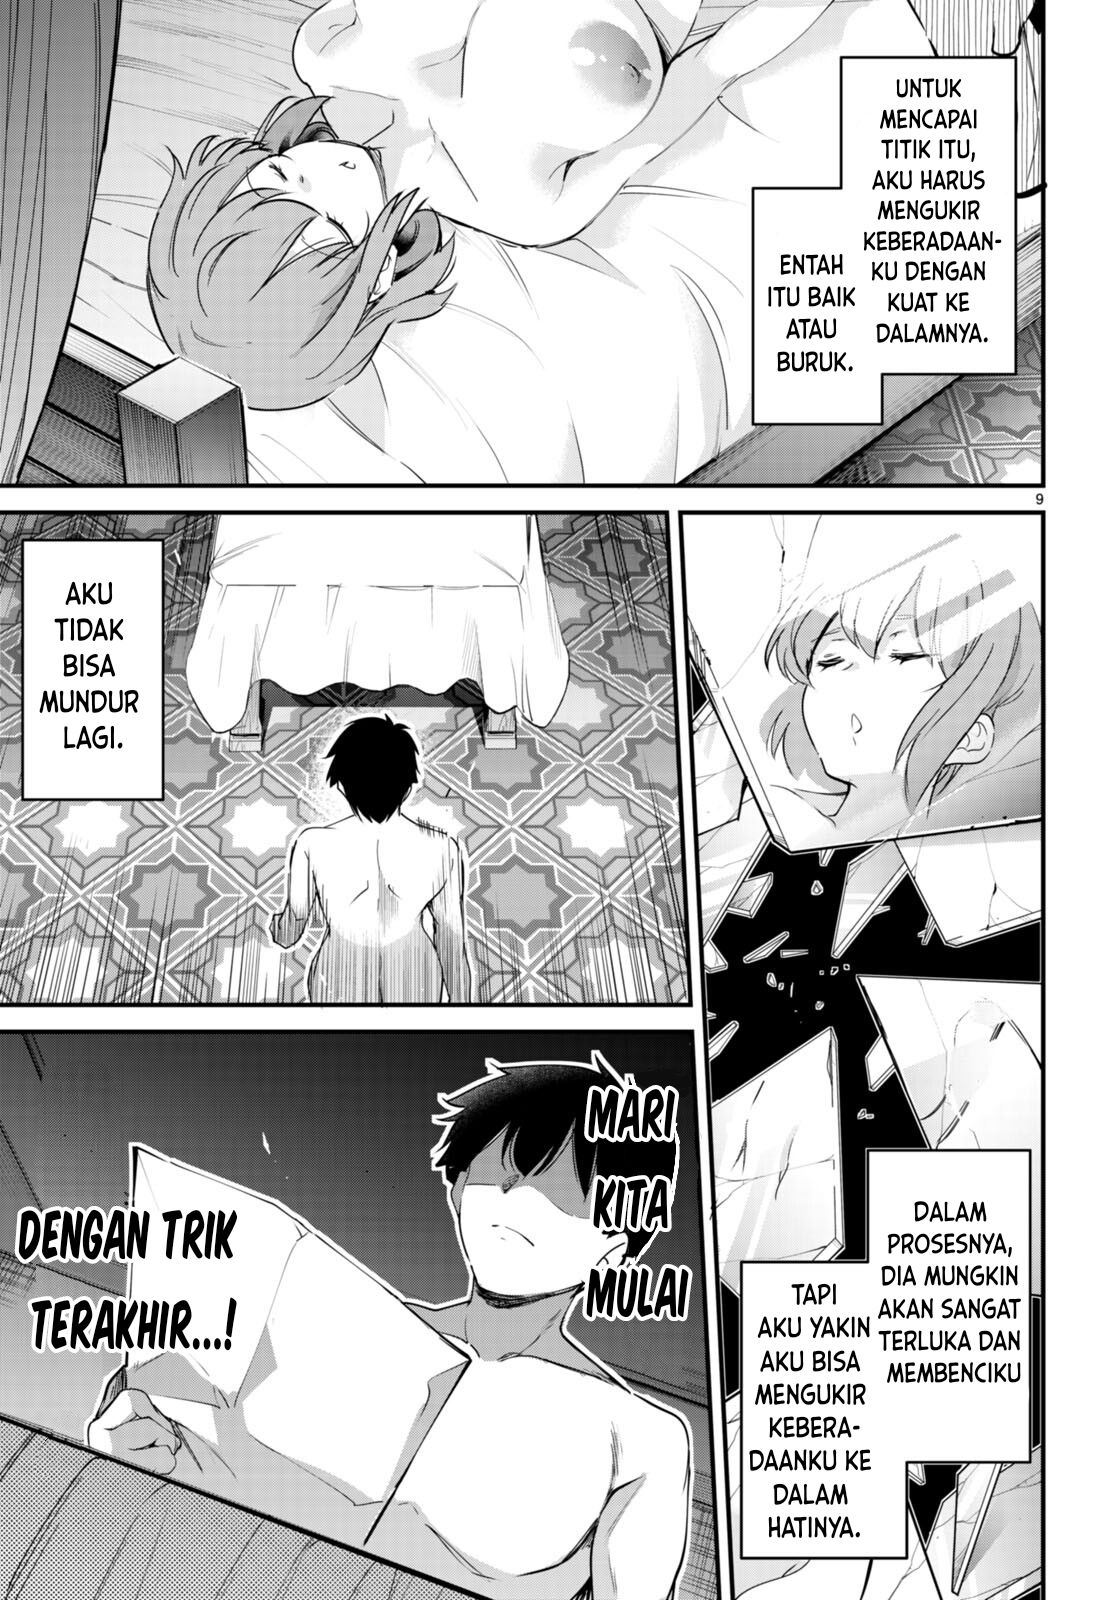 UNTUK
MENCAPAI
TITIK ITU,
AKU HARUS
MENGUKIR
KEBERADAAN-
KU DENGAN
KUAT KE
DALAMNYA.
ENTAH
ITU BAIK
ATAU
BURUK.
9
DALAM
PROSESNYA,
DIA MUNGKIN
AKAN SANGAT
TERLUKA DAN
MEMBENCIKU
TAPI
AKU YAKIN
AKU BISA
MENGUKIR
KEBERA-
DAANKU KE
DALAM
HATINYA.
AKU
TIDAK
BISA
MUNDUR
LAGI.
MARI
KITA
MULAI
DENGAN TRIK
TERAKHIR...!